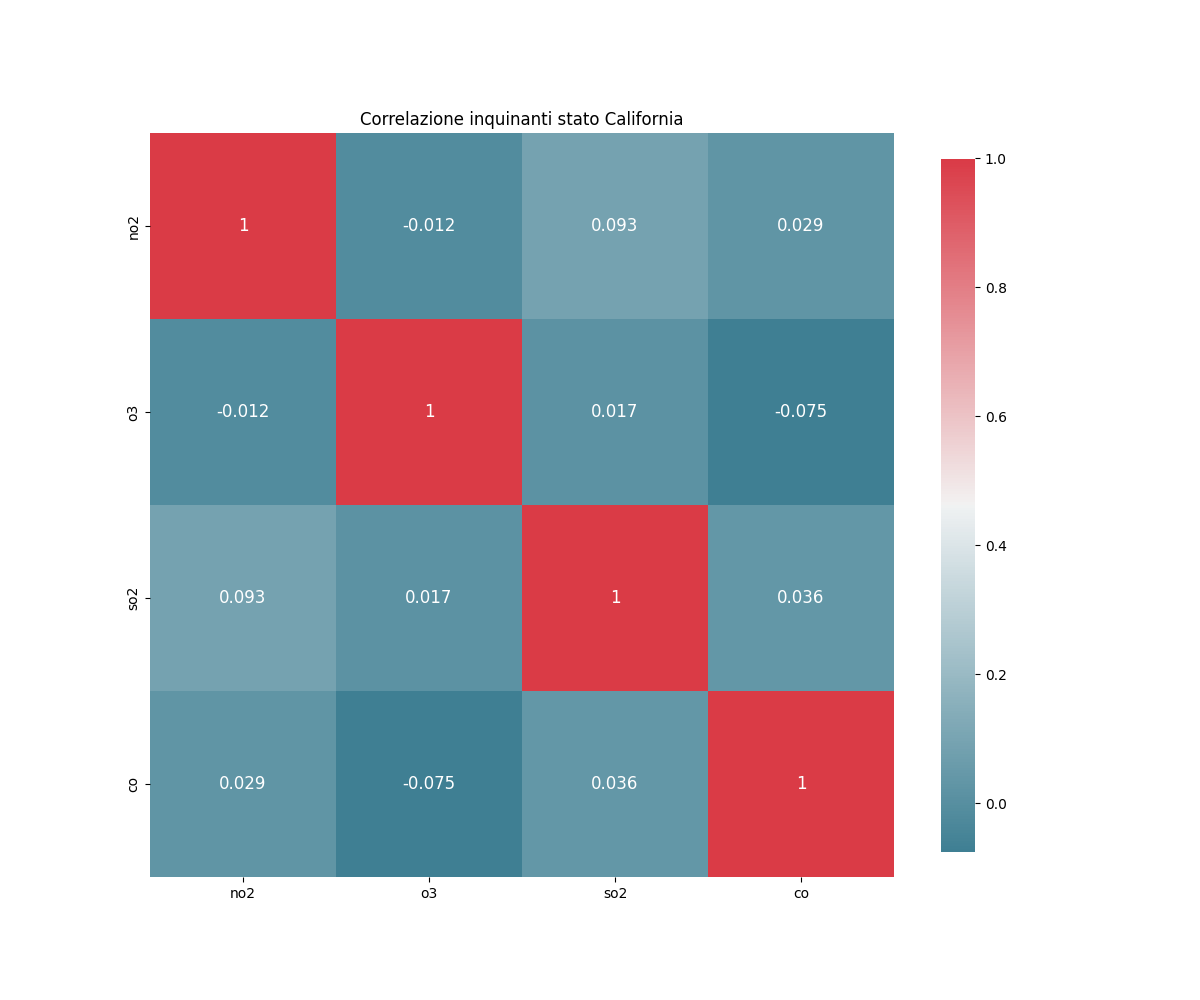 Correlazione inquinanti stato California
no2 1 -0.012 0.093 0.029
o3 -0.012 1 0.017 -0.075
so2 0.093 0.017 1 0.036
co 0.029 -0.075 0.036 1
no2 o3 so2 co
1.0
0.8
0.6
0.4
0.2
0.0